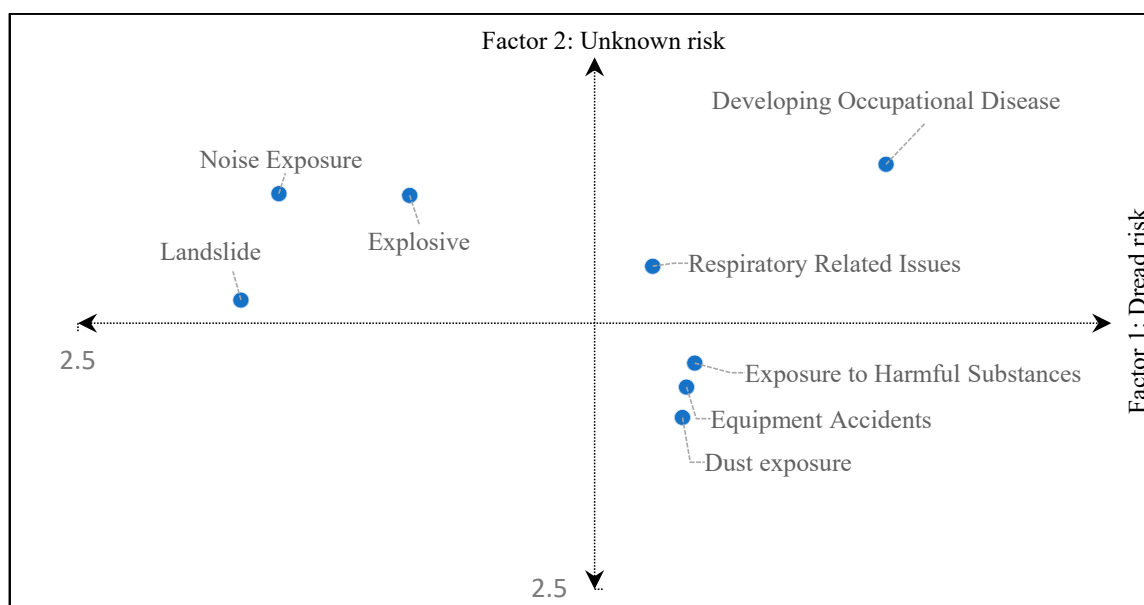 Factor 2: Unknown risk
Developing Occupational Disease
Noise Exposure
Explosive
Landslide
Respiratory Related Issues
Factor 1: Dread risk
2.5
Exposure to Harmful Substances
Equipment Accidents
Dust exposure
2.5